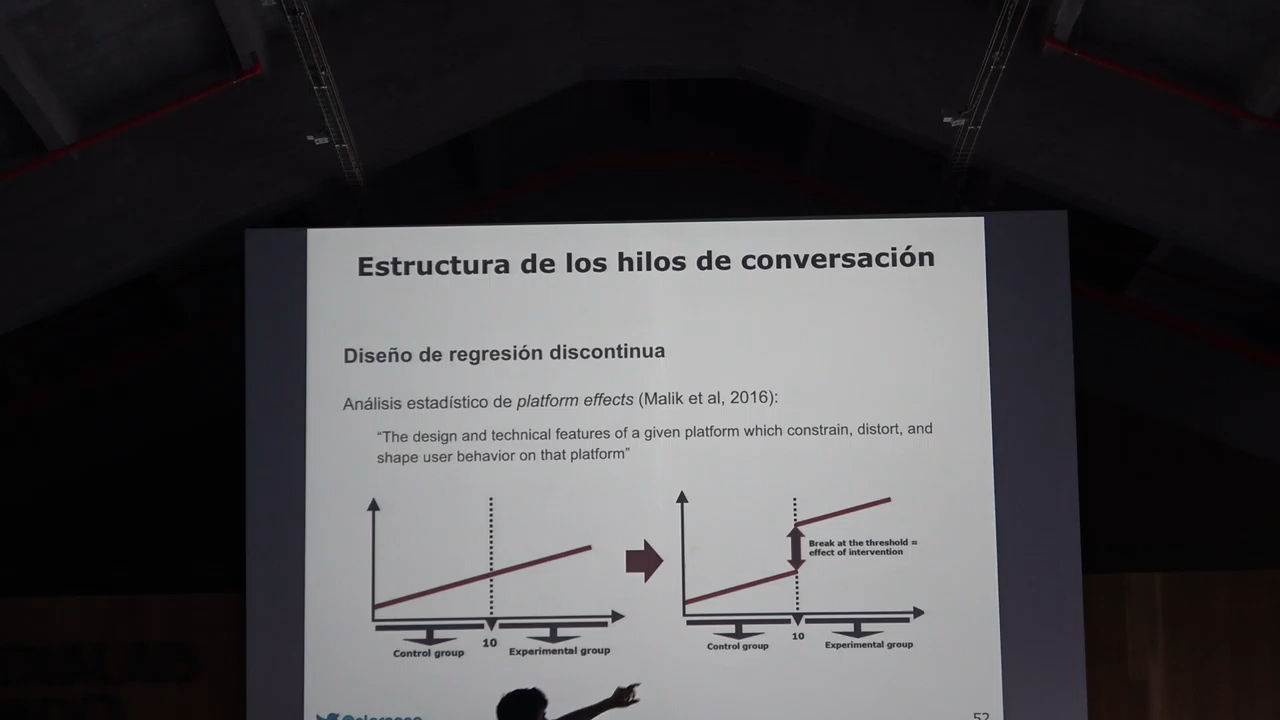 Estructura de los hilos de conversación
Diseño de regresión discontinua
Análisis estadístico de platform effects (Malik et al, 2016):
“The design and technical features of a given platform which constrain, distort, and
shape user behavior on that platform”
10
Control group
Experimental group
Break at the threshold =
effect of intervention
10
Control group
Experimental group
52